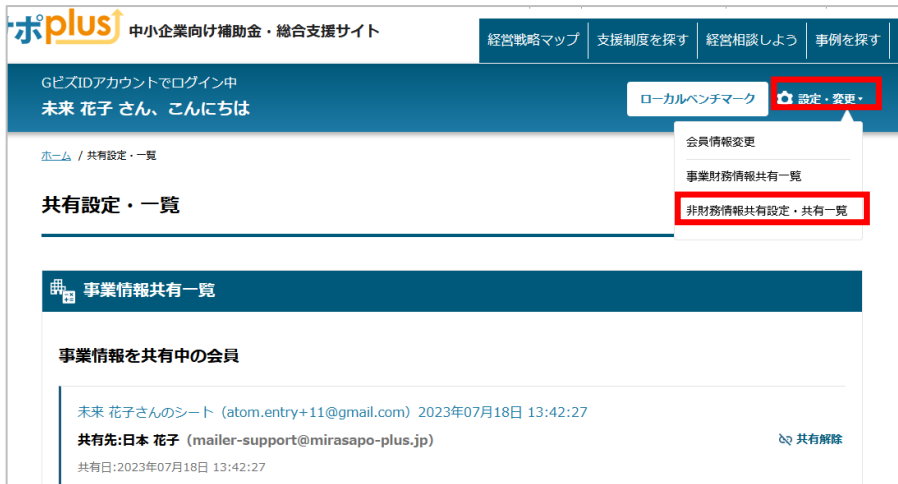 サポplus 中小企業向け補助金・総合支援サイト
経営戦略マップ 支援制度を探す 経営相談しよう 事例を探す
GビズIDアカウントでログイン中
未来 花子 さん、こんにちは
ローカルベンチマーク 設定・変更
会員情報変更
ホーム / 共有設定・一覧
事業財務情報共有一覧
共有設定・一覧
非財務情報共有設定・共有一覧
事業情報共有一覧
事業情報を共有中の会員
未来 花子さんのシート（atom.entry+11@gmail.com）2023年07月18日 13:42:27
共有先:日本 花子（mailer-support@mirasapo-plus.jp）
共有解除
共有日:2023年07月18日 13:42:27